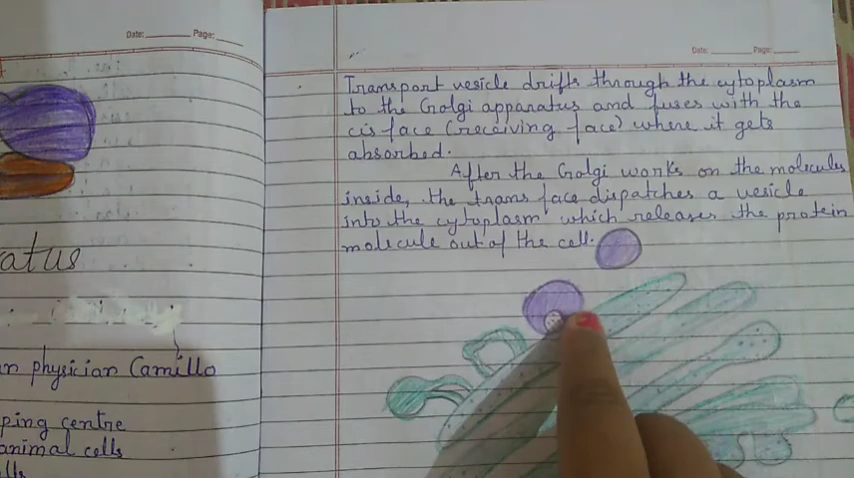 Date: Page:
atus
physician Camillo
ping centre
animal cells
lls
Date: Page:
Transport vesicle drifts through the cytoplasm
to the Golgi apparatus and fuses with the
cis face (receiving face) where it gets
absorbed.
After the Golgi works on the molecules
inside, the trans face dispatches a vesicle
into the cytoplasm which releases the protein
molecule out of the cell.